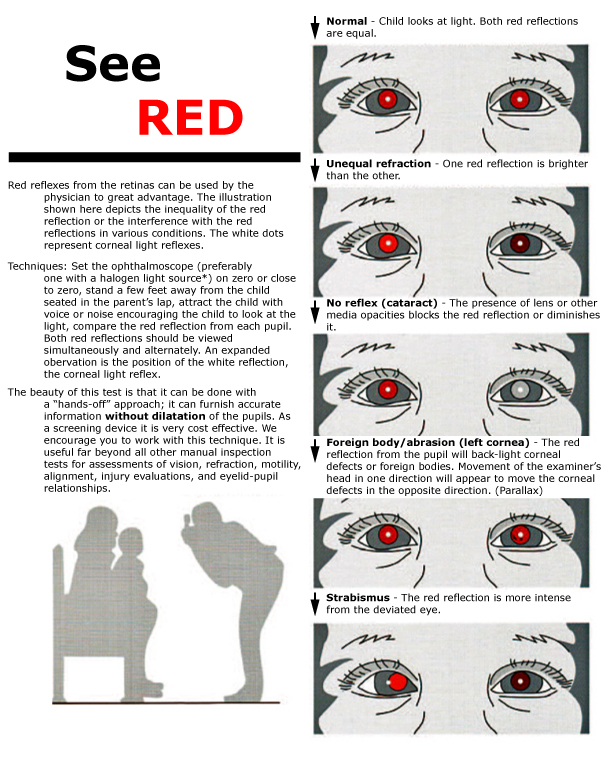 See
RED
Red reflexes from the retinas can be used by the
physician to great advantage. The illustration
shown here depicts the inequality of the red
reflection or the interference with the red
reflections in various conditions. The white dots
represent corneal light reflexes.
Techniques: Set the ophthalmoscope (preferably
one with a halogen light source*) on zero or close
to zero, stand a few feet away from the child
seated in the parent’s lap, attract the child with
voice or noise encouraging the child to look at the
light, compare the red reflection from each pupil.
Both red reflections should be viewed
simultaneously and alternately. An expanded
obervation is the position of the white reflection,
the corneal light reflex.
The beauty of this test is that it can be done with
a “hands-off” approach; it can furnish accurate
information without dilatation of the pupils. As
a screening device it is very cost effective. We
encourage you to work with this technique. It is
useful far beyond all other manual inspection
tests for assessments of vision, refraction, motility,
alignment, injury evaluations, and eyelid-pupil
relationships.
Normal - Child looks at light. Both red reflections
are equal.
Unequal refraction - One red reflection is brighter
than the other.
No reflex (cataract) - The presence of lens or other
media opacities blocks the red reflection or diminishes
it.
Foreign body/abrasion (left cornea) - The red
reflection from the pupil will back-light corneal
defects or foreign bodies. Movement of the examiner’s
head in one direction will appear to move the corneal
defects in the opposite direction. (Parallax)
Strabismus - The red reflection is more intense
from the deviated eye.